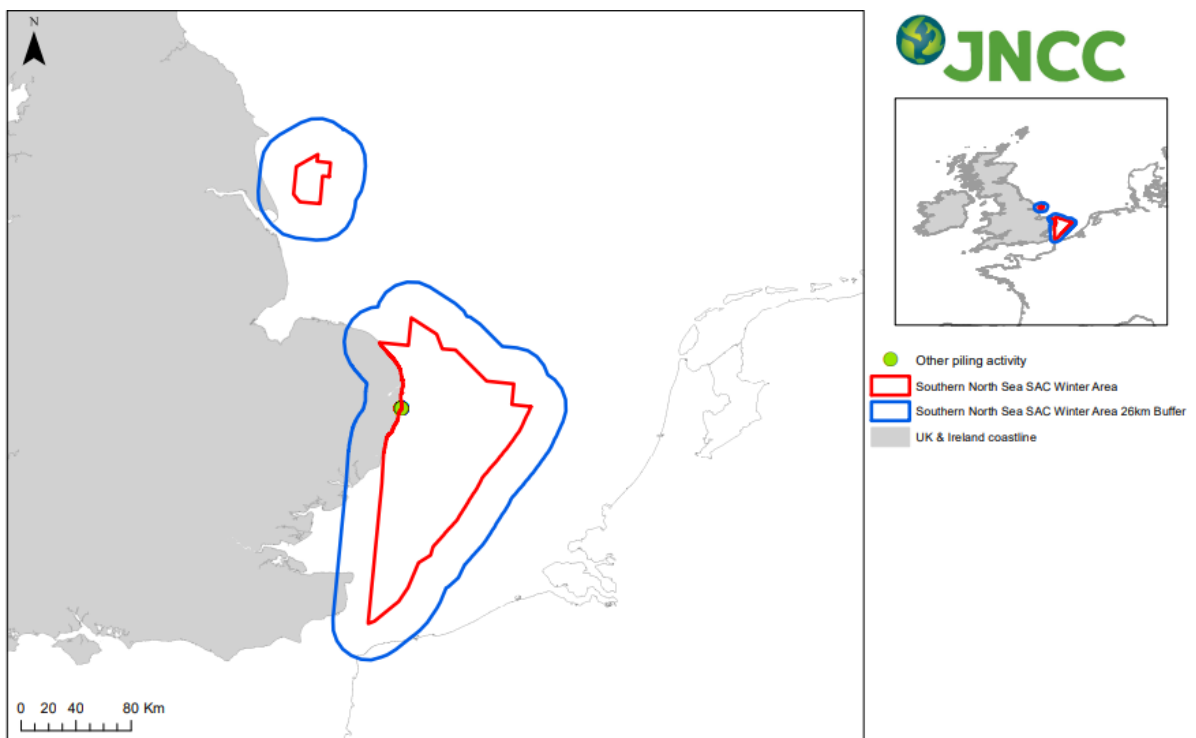 N
JNCC
Other piling activity
Southern North Sea SAC Winter Area
Southern North Sea SAC Winter Area 26km Buffer
UK & Ireland coastline
0 20 40 80 Km